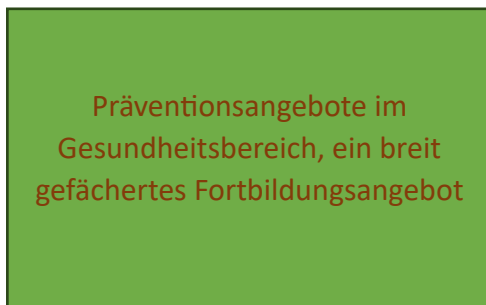 Präventionsangebote im
Gesundheitsbereich, ein breit
gefächertes Fortbildungsangebot